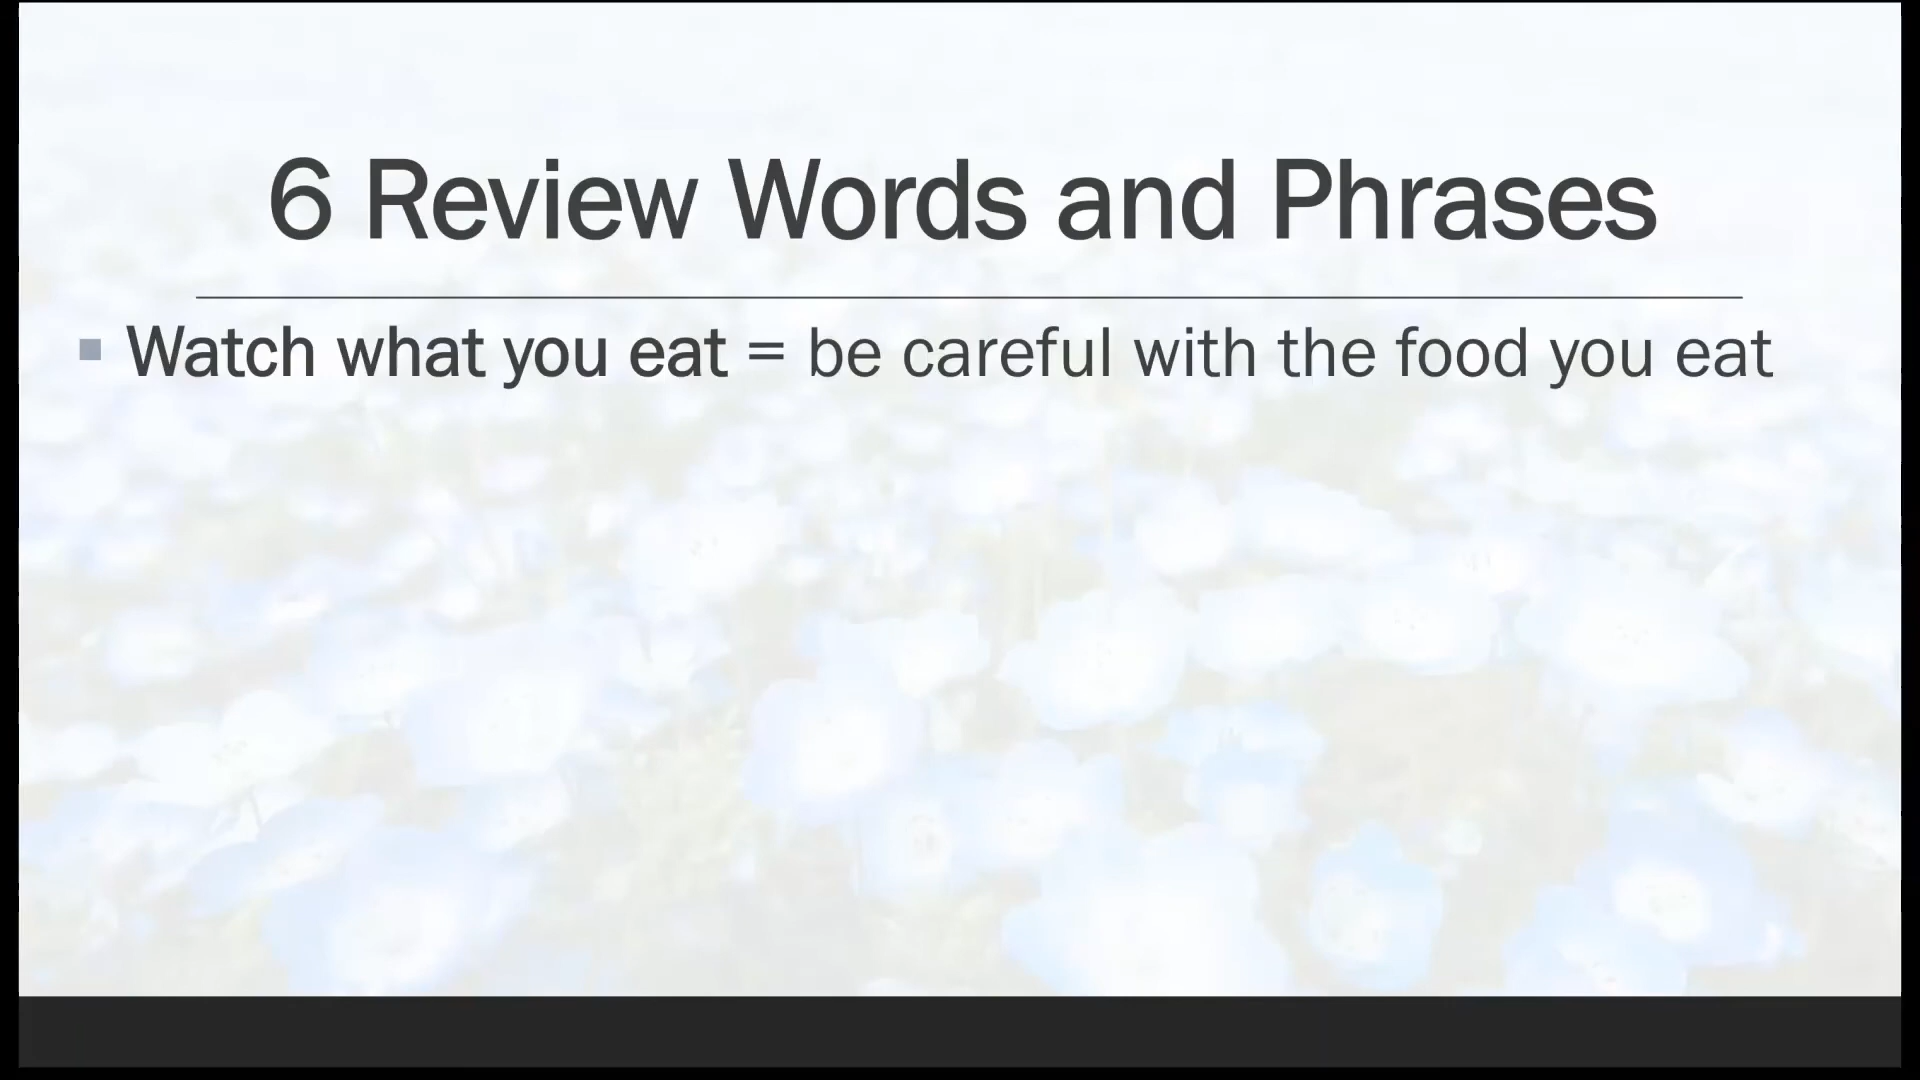 6 Review Words and Phrases
▪ Watch what you eat = be careful with the food you eat